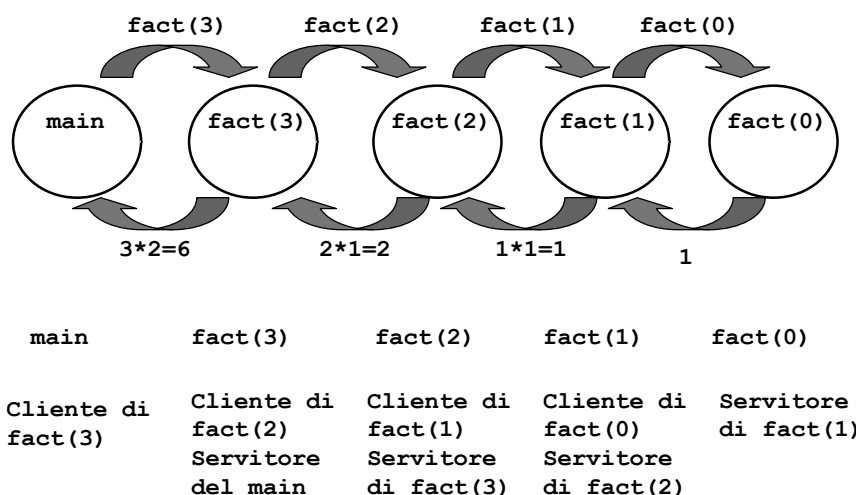 fact(3) fact(2) fact(1) fact(0)
main fact(3) fact(2) fact(1) fact(0)
3*2=6 2*1=2 1*1=1 1
main fact(3) fact(2) fact(1) fact(0)
Cliente di
fact(3)
Cliente di
fact(2)
Servitore
del main
Cliente di
fact(1)
Servitore
di fact(3)
Cliente di
fact(0)
Servitore
di fact(2)
Servitore
di fact(1)